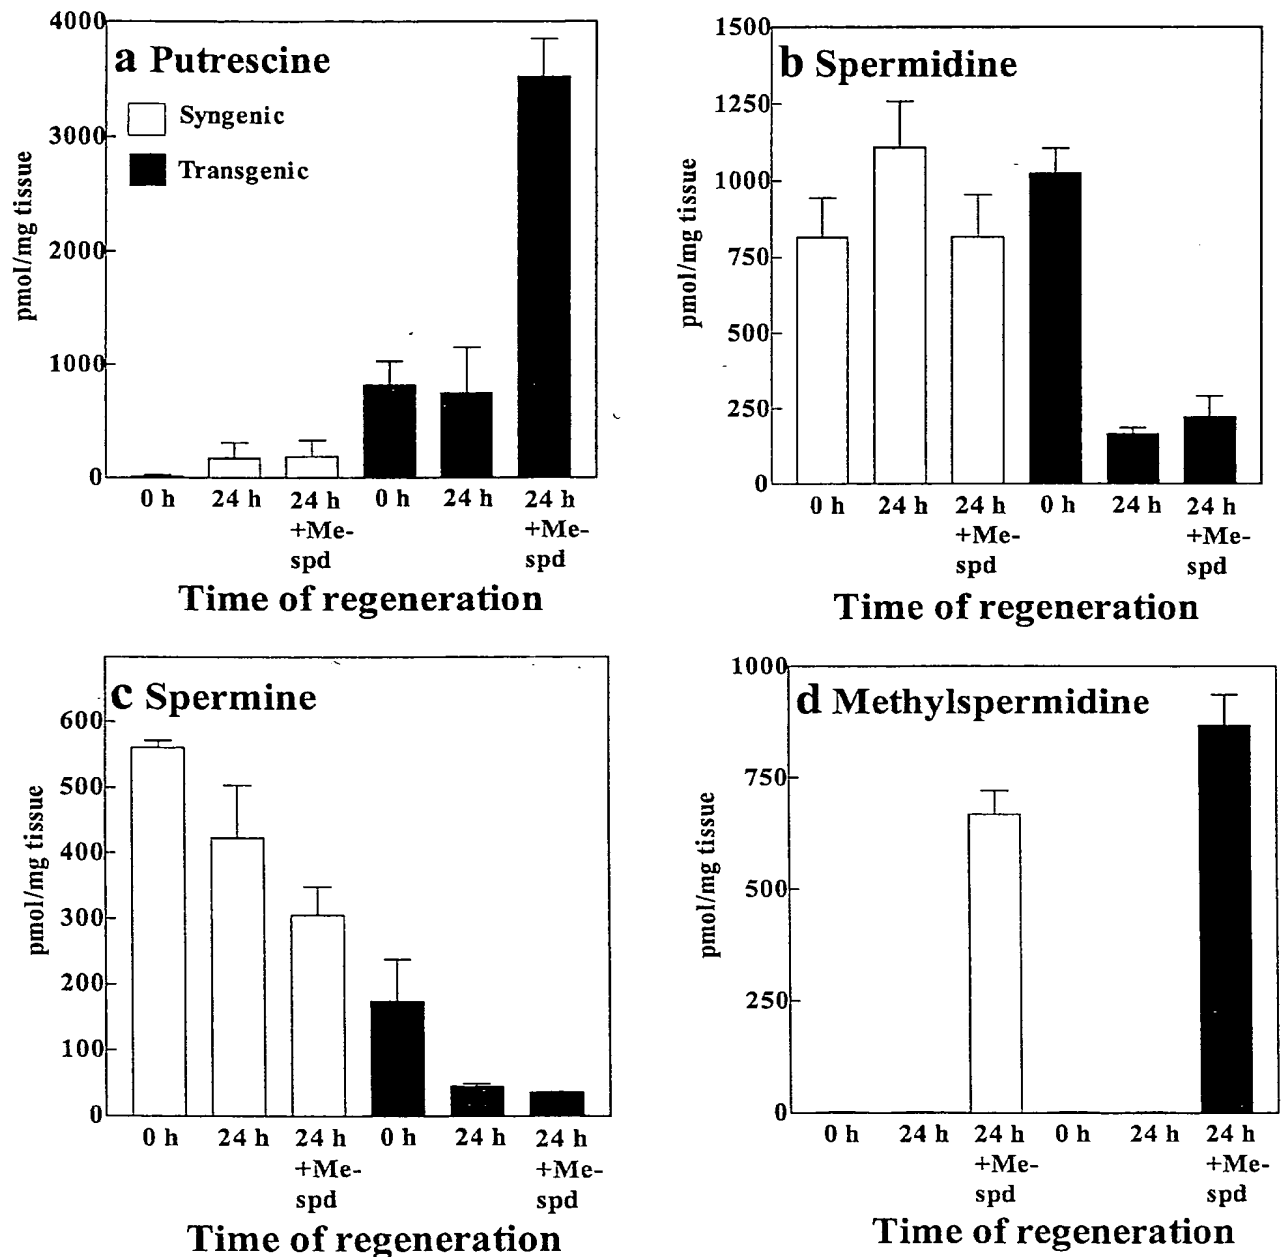 a Putrescine
Syngenic
Transgenic
pmol/mg tissue
4000
3000
2000
1000
0
0 h
24 h
24 h
+Me-
spd
0 h
24 h
24 h
+Me-
spd
Time of regeneration
b Spermidine
pmol/mg tissue
1500
1250
1000
750
500
250
0
0 h
24 h
24 h
+Me-
spd
0 h
24 h
24 h
+Me-
spd
Time of regeneration
c Spermine
pmol/mg tissue
600
500
400
300
200
100
0
0 h
24 h
24 h
+Me-
spd
0 h
24 h
24 h
+Me-
spd
Time of regeneration
d Methylspermidine
pmol/mg tissue
1000
750
500
250
0
0 h
24 h
24 h
+Me-
spd
0 h
24 h
24 h
+Me-
spd
Time of regeneration